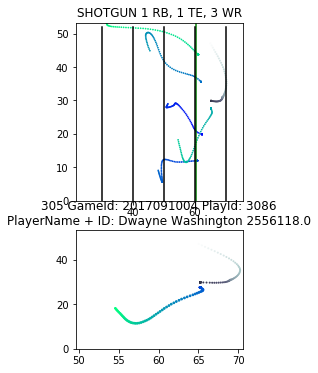 SHOTGUN 1 RB, 1 TE, 3 WR
50
40
30
20
10
0
40 60
305 GameId: 2017091004 PlayId: 3086
PlayerName + ID: Dwayne Washington 2556118.0
40
20
0
50 55 60 65 70